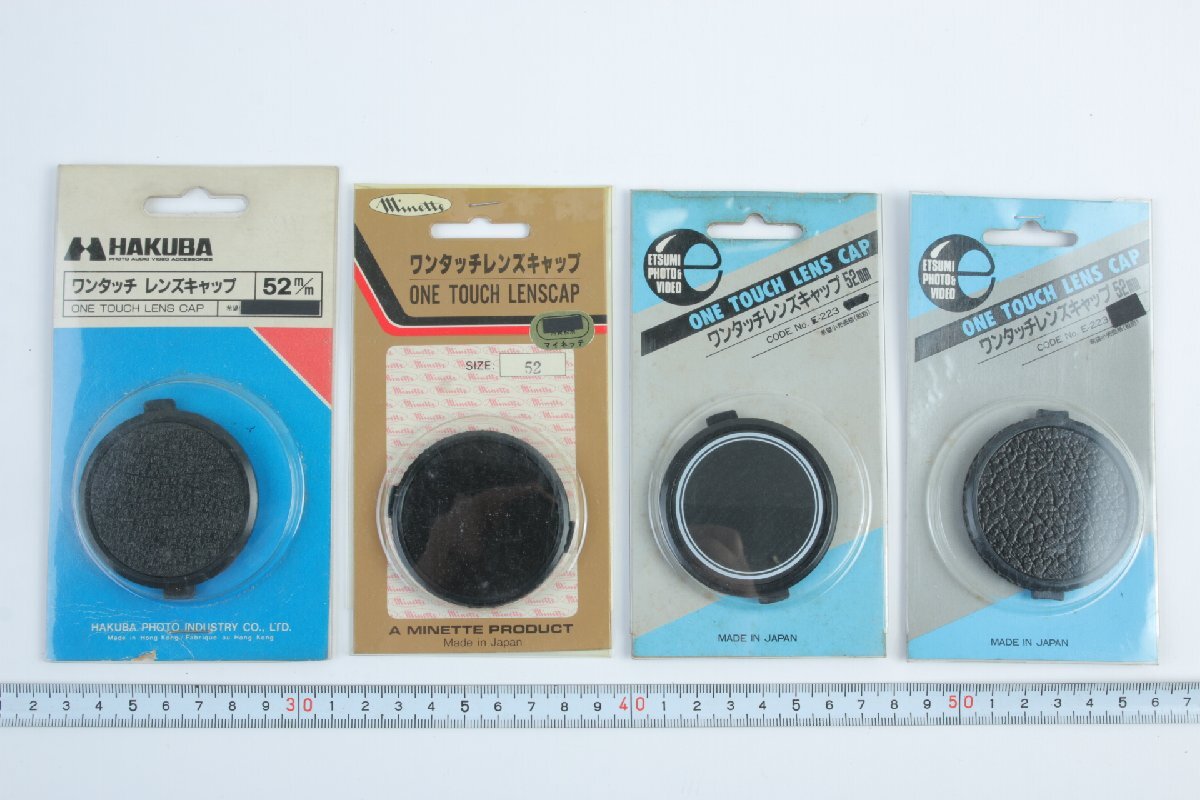 HAKUBA
PHOTO AUDIO VIDEO ACCESSORIES
ワンタッチ レンズキャップ 52m/m
ONE TOUCH LENS CAP
HAKUBA PHOTO INDUSTRY CO., LTD.
Made in Hong Kong/Fabriqué au Hong Kong
Minette
ワンタッチレンズキャップ
ONE TOUCH LENSCAP
マイネッテ
SIZE: 52
A MINETTE PRODUCT
Made in Japan
ETSUMI
PHOTO &
VIDEO
ONE TOUCH LENS CAP
ワンタッチレンズキャップ 52mm
CODE No. E-223
MADE IN JAPAN
ETSUMI
PHOTO &
VIDEO
ONE TOUCH LENS CAP
ワンタッチレンズキャップ 52mm
CODE No. E-223
MADE IN JAPAN
2 3 4 5 6 7 8 9 30 1 2 3 4 5 6 7 8 9 40 1 2 3 4 5 6 7 8 9 50 1 2 3 4 5 6 7